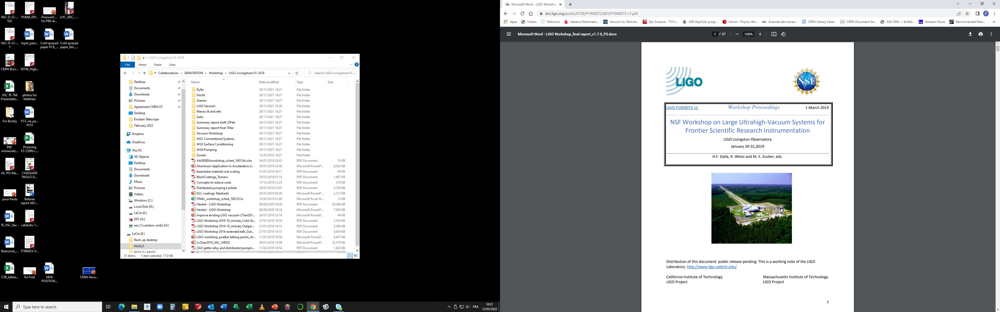 VAC-D-22-...
TiZr
PUMA_EPJ...
PressureC...
for PBS di...
LHC_ARC_-...
VAC-D-22-...
Y
Input_para...
Cold sprayed
paper PCh_...
Cold sprayed
paper_Rev_...
CERN-Broc...
S0748_High...
VSC TE-TM
Presentatio...
photos for
Matthew
For Bordry
FCC-ee_pa...
PCH
PBC
miniworks...
PLanning
ET-CERN c...
HL-PO-Me...
CHIGGIATO
PAOLO O...
pour Paulo
Referee
report VAC...
TE_VSC_Vac...
catalysts-1...
Resources_...
T1900023-V...
CSR_tables...
for Fred
NEW
POSITION...
CERN-Vacu...
LIGO-Livingstone 01-2019
File Home Share View
« Collaborations › GRAVITATION › Workshop › LIGO-Livingstone 01-2019
Search LIGO-Livingstone 01-...
Desktop
Documents
Downloads
Pictures
Agreement CERN-ET
Desktop
Einstein Telescope
February 2022
Dropbox
OneDrive
This PC
3D Objects
Desktop
Documents
Downloads
Music
Pictures
Videos
Windows (C:)
Local Disk (D:)
LaCie (E:)
DFS (G:)
eos (\\cernbox-smb) (H:)
LaCie (E:)
Back-up desktop
PAOLO
PAOLO's MUSIC
Name Date modified Type Size
Dylla 29/11/2021 16:27 File folder
Feicht 29/11/2021 16:27 File folder
Giaime 29/11/2021 16:27 File folder
LIGO Vacuum 29/11/2021 16:30 File folder
Manos lit and refs 29/11/2021 16:27 File folder
Saito 29/11/2021 16:27 File folder
Summary report draft 25Feb 29/11/2021 16:27 File folder
Summary report final 1Mar 29/11/2021 16:27 File folder
Vacuum Workshop 29/11/2021 16:27 File folder
WG1 Conventional Systems 29/11/2021 16:27 File folder
WG3 Surface Conditioning 29/11/2021 16:27 File folder
WG4 Pumping 29/11/2021 16:27 File folder
Zucker 12/05/2022 10:27 File folder
AAGENDAworkshop_sched_190124c.xlsx 24/01/2019 20:53 PDF Document 74 KB
Aluminum Application in Accelerators Li 29/01/2019 23:40 Microsoft PowerP... 6,032 KB
beamtube material cost scaling 31/01/2019 16:11 PDF Document 49 KB
BlackCoatings_Tomaru 30/01/2019 07:14 PDF Document 1,967 KB
Concepts to reduce costs 17/12/2018 21:25 PDF Document 279 KB
Distributed pumping Lushtak 29/01/2019 23:07 PDF Document 3,259 KB
DLC coatings Takahashi 30/01/2019 05:38 Microsoft PowerP... 2,127 KB
FINAL_workshop_sched_1901231a 13/02/2019 01:00 Microsoft Excel W... 15 KB
Henkel - LIGO Workshop 06/06/2020 18:20 PDF Document 29,266 KB
Henkel - LIGO Workshop 06/06/2020 18:18 Microsoft PowerP... 7,955 KB
Improve existing LIGO vacuum-27Jan201... 28/01/2019 23:14 Microsoft PowerP... 44 KB
LIGO Workshop 2019-10_minute_Cold-At... 27/01/2019 16:16 PDF Document 2,010 KB
LIGO Workshop 2019-10_minute_Outgas... 27/01/2019 16:12 PDF Document 2,008 KB
LIGO Workshop 2019-extended talk_Out... 27/01/2019 16:15 PDF Document 4,830 KB
LIGO workshop_poelker talking points_sh... 11/01/2019 16:50 Microsoft PowerP... 8,407 KB
LLOJan2019_VAC_VIRGO 29/01/2019 12:09 Microsoft PowerP... 25,579 KB
ZAO getter alloy and distributed pumpin... 11/02/2019 16:54 PDF Document 1,823 KB
31 items 1 item selected 17.0 KB
Type here to search
FRA
10:31
12/05/2022
Microsoft Word - LIGO Workshop
dcc.ligo.org/public/0158/P1900072/001/P1900072-v1.pdf
P
Apps Vistars Welcome Italiano/Grammatic... Vacuum for Particle... Qui Svizzera - TVS t... UBS KeyClub: progr... Home – Physics Wo... Avancée des travau... CERN Library Catal... CERN Document Se... GAC-EPA — Bulleti... Amazon Music Recommended Rea... »
Microsoft Word - LIGO Workshop_final report_v1.7.0_FD.docx 1 / 47 — 100% +
LIGO
NSF
LIGO-P1900072-v1 Workshop Proceedings 1 March 2019
NSF Workshop on Large Ultrahigh-Vacuum Systems for
Frontier Scientific Research Instrumentation
LIGO Livingston Observatory
January 29-31,2019
H.F. Dylla, R. Weiss and M. E. Zucker, eds.
Distribution of this document: public release pending. This is a working note of the LIGO
Laboratory. http://www.ligo.caltech.edu/
California Institute of Technology Massachusetts Institute of Technology
LIGO Project LIGO Project
1